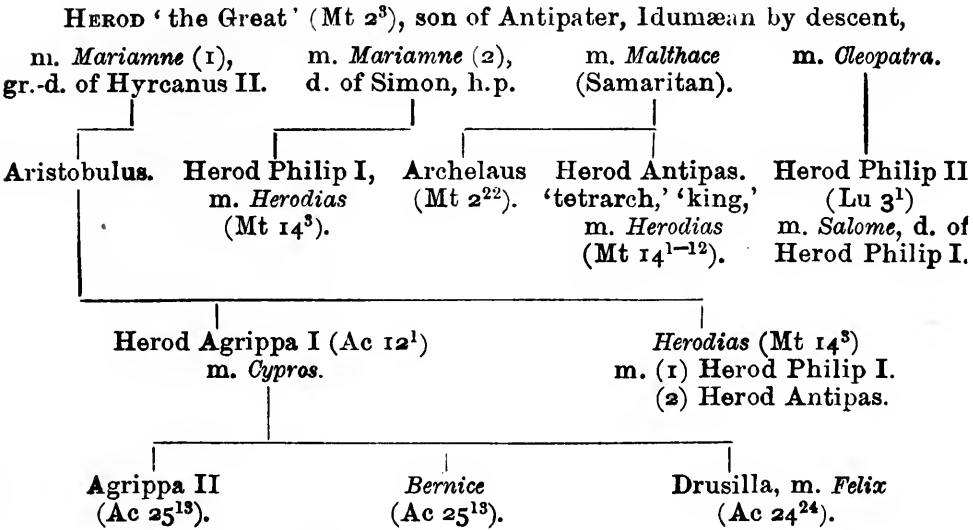 HEROD ‘the Great’ (Mt 2³), son of Antipater, Idumæan by descent,
m. Mariamne (1), m. Mariamne (2), m. Malthace m. Cleopatra.
gr.-d. of Hyrcanus II. d. of Simon, h.p. (Samaritan).
Aristobulus. Herod Philip I, Archelaus Herod Antipas. Herod Philip II
m. Herodias (Mt 2²²). ‘tetrarch,’ ‘king,’ (Lu 3¹)
(Mt 14³). m. Herodias m. Salome, d. of
(Mt 14¹⁻¹²). Herod Philip I.
Herod Agrippa I (Ac 12¹) Herodias (Mt 14³)
m. Cypros. m. (1) Herod Philip I.
(2) Herod Antipas.
Agrippa II Bernice Drusilla, m. Felix
(Ac 25¹³). (Ac 25¹³). (Ac 24²⁴).